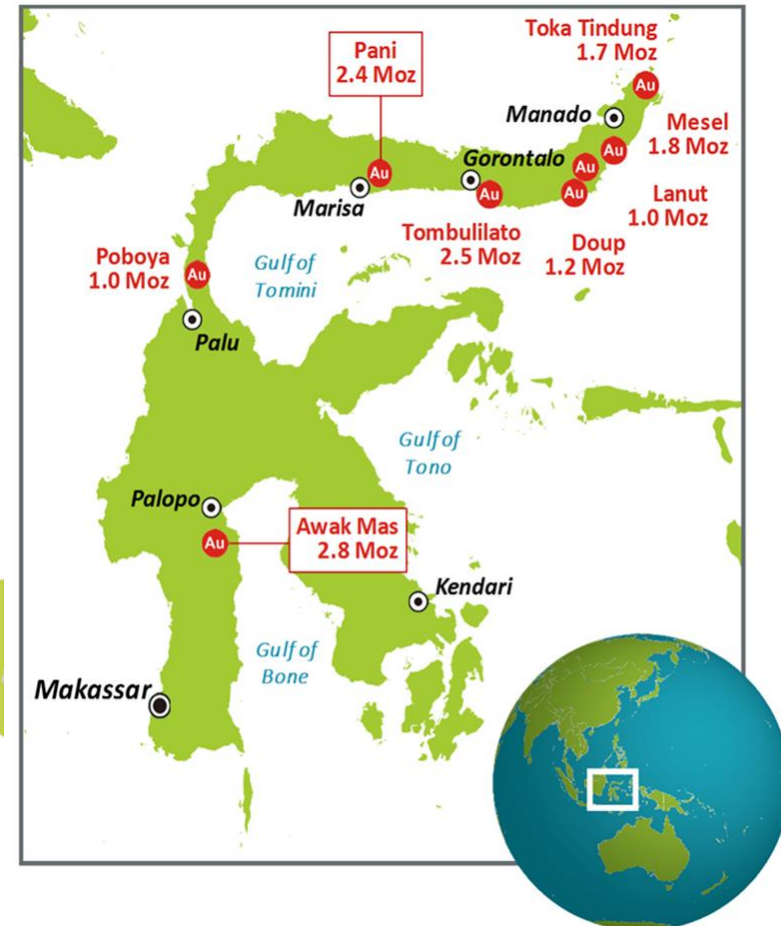 Toka Tindung
1.7 Moz
Pani
2.4 Moz
Au
Manado
Mesel
1.8 Moz
Au
Gorontalo
Au
Au
Au
Au
Marisa
Lanut
1.0 Moz
Tombulilato
2.5 Moz
Doup
1.2 Moz
Poboya
1.0 Moz
Au
Gulf of
Tomini
Palu
Gulf of
Tono
Palopo
Awak Mas
2.8 Moz
Au
Kendari
Gulf of
Bone
Makassar